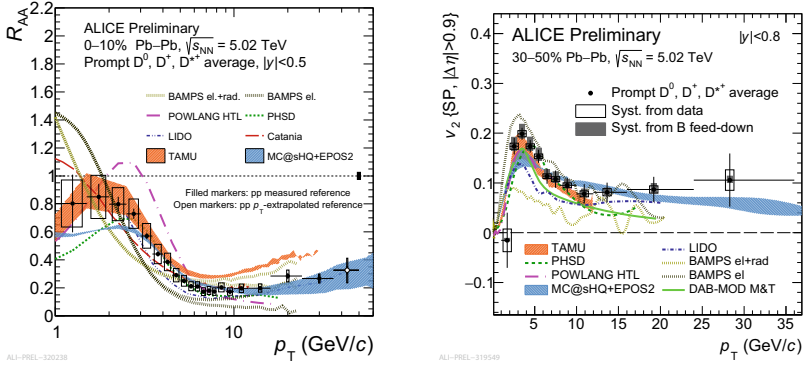 R_AA
2.2
2
1.8
1.6
1.4
1.2
1
0.8
0.6
0.4
0.2
0
ALICE Preliminary
0–10% Pb–Pb, √s_NN = 5.02 TeV
Prompt D⁰, D⁺, D*⁺ average, |y|<0.5
BAMPS el.+rad. BAMPS el.
POWLANG HTL PHSD
LIDO Catania
TAMU MC@sHQ+EPOS2
Filled markers: pp measured reference
Open markers: pp p_T-extrapolated reference
1 10
p_T (GeV/c)
ALI-PREL-320238
v₂ {SP, |Δη|>0.9}
0.4
0.3
0.2
0.1
0
−0.1
ALICE Preliminary |y|<0.8
30–50% Pb–Pb, √s_NN = 5.02 TeV
Prompt D⁰, D⁺, D*⁺ average
Syst. from data
Syst. from B feed-down
TAMU LIDO
PHSD BAMPS el+rad
POWLANG HTL BAMPS el
MC@sHQ+EPOS2 DAB-MOD M&T
5 10 15 20 25 30 35
p_T (GeV/c)
ALI-PREL-319549